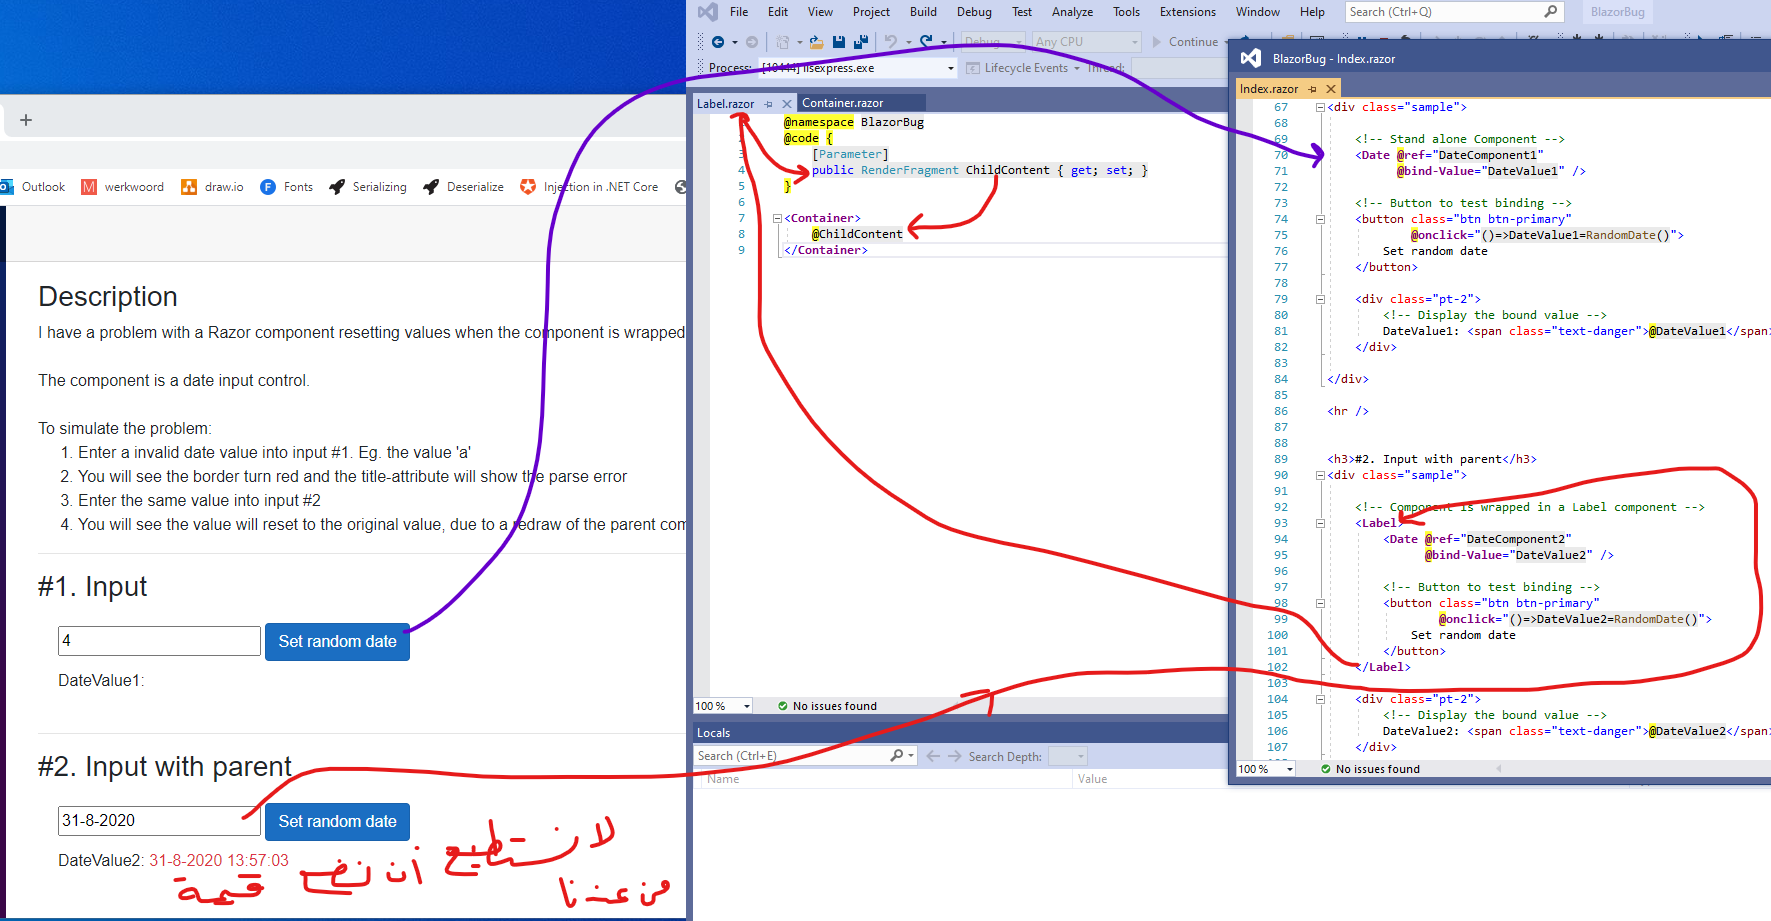 File Edit View Project Build Debug Test Analyze Tools Extensions Window Help Search (Ctrl+Q) BlazorBug
Debug Any CPU Continue
Process: [18444] iisexpress.exe Lifecycle Events Thread:
Outlook werkwoord draw.io Fonts Serializing Deserialize Injection in .NET Core
Description
I have a problem with a Razor component resetting values when the component is wrapped
The component is a date input control.
To simulate the problem:
1. Enter a invalid date value into input #1. Eg. the value 'a'
2. You will see the border turn red and the title-attribute will show the parse error
3. Enter the same value into input #2
4. You will see the value will reset to the original value, due to a redraw of the parent com
#1. Input
4 Set random date
DateValue1:
#2. Input with parent
31-8-2020 Set random date
DateValue2: 31-8-2020 13:57:03
لا نستطيع أن نضع قيمة
من عندنا
Label.razor Container.razor
@namespace BlazorBug
@code {
3 [Parameter]
4 public RenderFragment ChildContent { get; set; }
5 }
6
7 <Container>
8 @ChildContent
9 </Container>
100 % No issues found
Locals
Search (Ctrl+E) Search Depth:
Name Value
BlazorBug - Index.razor
Index.razor
67 <div class="sample">
68
69 <!-- Stand alone Component -->
70 <Date @ref="DateComponent1"
71 @bind-Value="DateValue1" />
72
73 <!-- Button to test binding -->
74 <button class="btn btn-primary"
75 @onclick="()=>DateValue1=RandomDate()">
76 Set random date
77 </button>
78
79 <div class="pt-2">
80 <!-- Display the bound value -->
81 DateValue1: <span class="text-danger">@DateValue1</span>
82 </div>
83
84 </div>
85
86 <hr />
87
88
89 <h3>#2. Input with parent</h3>
90 <div class="sample">
91
92 <!-- Component is wrapped in a Label component -->
93 <Label>
94 <Date @ref="DateComponent2"
95 @bind-Value="DateValue2" />
96
97 <!-- Button to test binding -->
98 <button class="btn btn-primary"
99 @onclick="()=>DateValue2=RandomDate()">
100 Set random date
101 </button>
102 </Label>
103
104 <div class="pt-2">
105 <!-- Display the bound value -->
106 DateValue2: <span class="text-danger">@DateValue2</span>
107 </div>
100 % No issues found